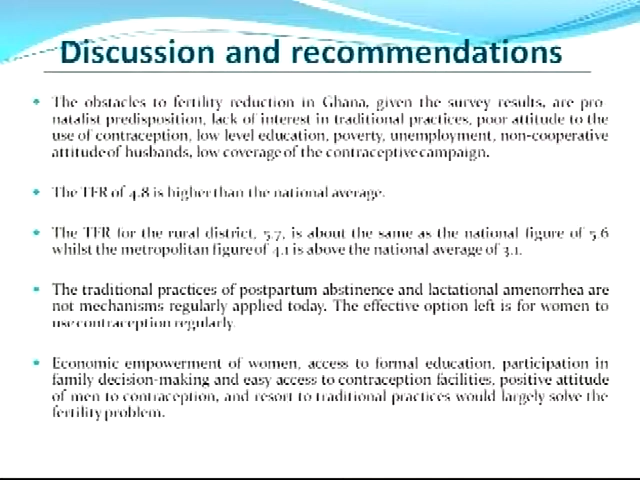 Discussion and recommendations
The obstacles to fertility reduction in Ghana, given the survey results, are pro
natalist predisposition, lack of interest in traditional practices, poor attitude to the
use of contraception, low level education, poverty, unemployment, non-cooperative
attitude of husbands, low coverage of the contraceptive campaign.
The TFR of 4.8 is higher than the national average.
The TFR for the rural district, 5.7, is about the same as the national figure of 5.6
whilst the metropolitan figure of 4.1 is above the national average of 3.1.
The traditional practices of postpartum abstinence and lactational amenorrhea are
not mechanisms regularly applied today. The effective option left is for women to
use contraception regularly.
Economic empowerment of women, access to formal education, participation in
family decision-making and easy access to contraception facilities, positive attitude
of men to contraception, and resort to traditional practices would largely solve the
fertility problem.